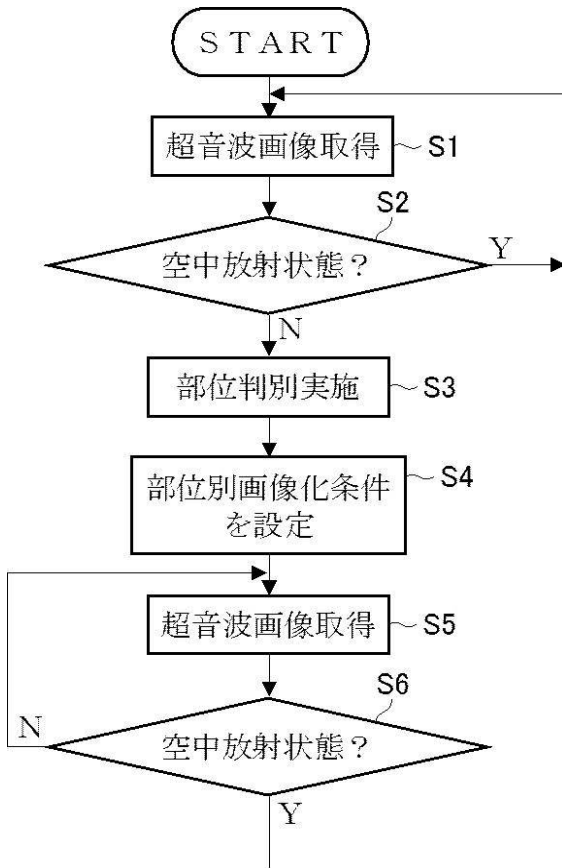 START
超音波画像取得
S1
S2
空中放射状態？
Y
N
部位判別実施
S3
部位別画像化条件
を設定
S4
超音波画像取得
S5
S6
N
空中放射状態？
Y